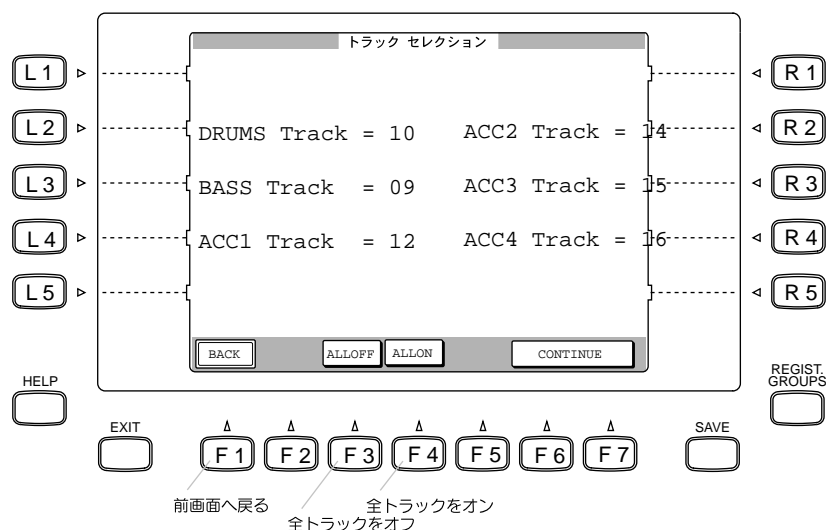 トラック セレクション
L1
R1
L2
DRUMS Track = 10
ACC2 Track = 14
R2
L3
BASS Track = 09
ACC3 Track = 15
R3
L4
ACC1 Track = 12
ACC4 Track = 16
R4
L5
R5
BACK
ALLOFF
ALLON
CONTINUE
HELP
REGIST.
GROUPS
EXIT
SAVE
F1
F2
F3
F4
F5
F6
F7
前画面へ戻る
全トラックをオン
全トラックをオフ